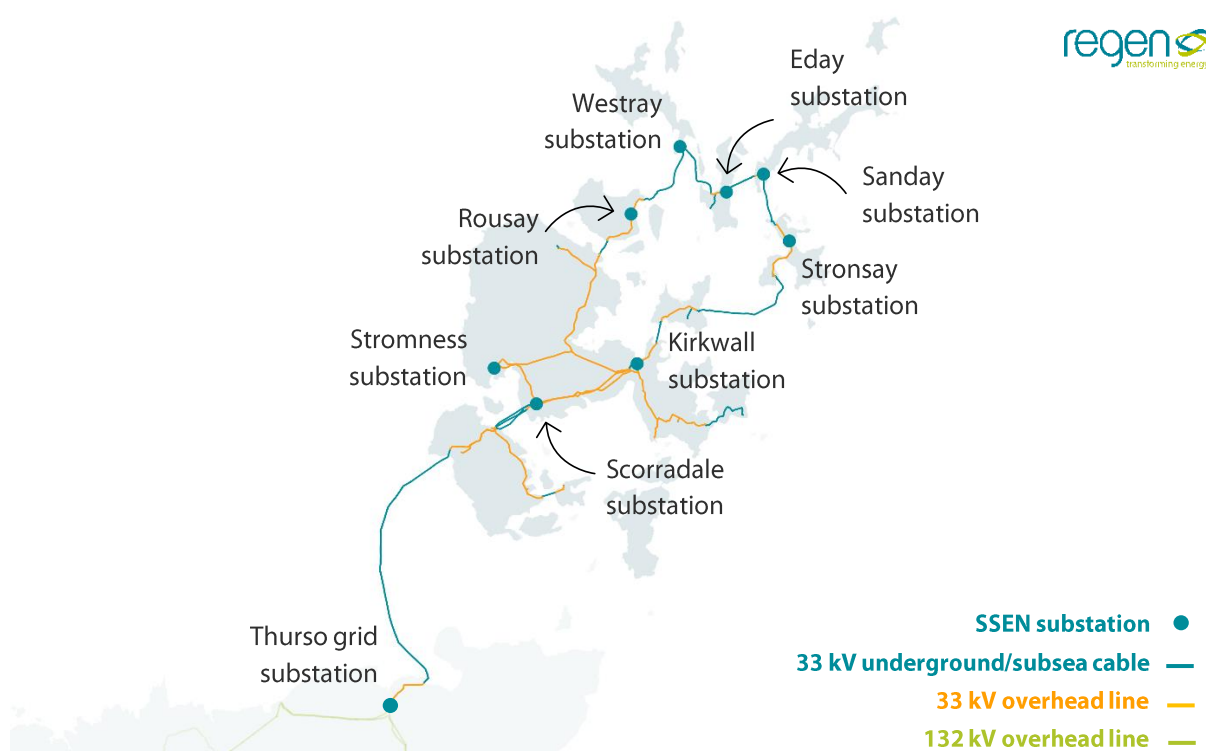 regen
transforming energy
Eday
substation
Westray
substation
Sanday
substation
Rousay
substation
Stronsay
substation
Stromness
substation
Kirkwall
substation
Scorradale
substation
Thurso grid
substation
SSEN substation
33 kV underground/subsea cable
33 kV overhead line
132 kV overhead line